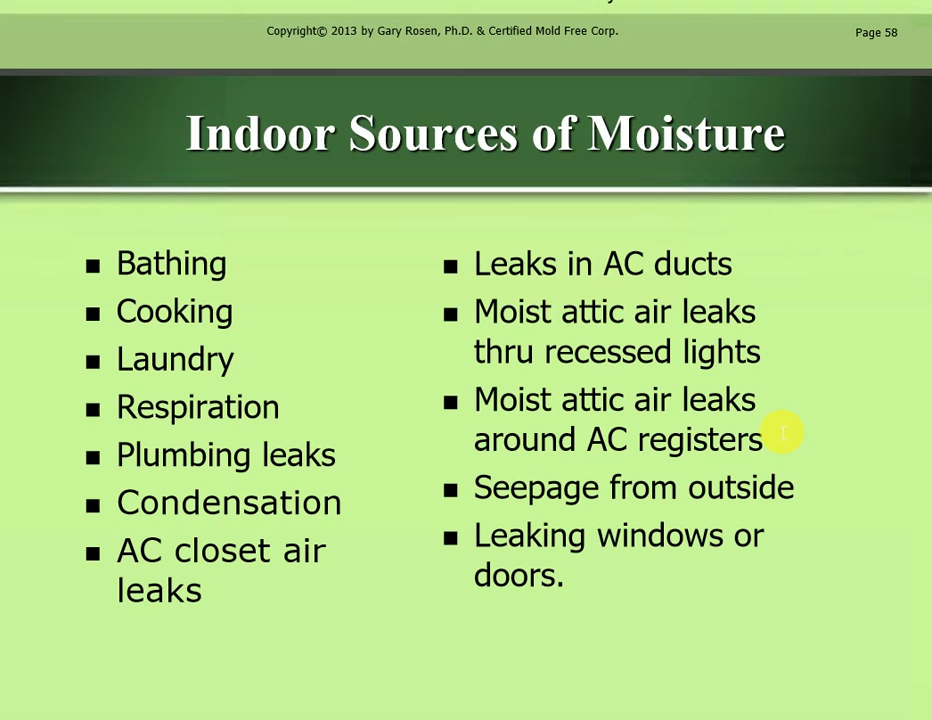 Copyright© 2013 by Gary Rosen, Ph.D. & Certified Mold Free Corp.
Page 58
Indoor Sources of Moisture
■ Bathing
■ Cooking
■ Laundry
■ Respiration
■ Plumbing leaks
■ Condensation
■ AC closet air
leaks
■ Leaks in AC ducts
■ Moist attic air leaks
thru recessed lights
■ Moist attic air leaks
around AC registers
■ Seepage from outside
■ Leaking windows or
doors.